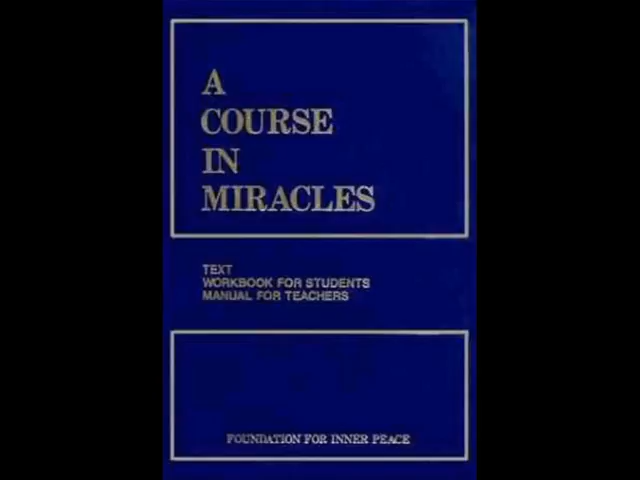 A
COURSE
IN
MIRACLES
TEXT
WORKBOOK FOR STUDENTS
MANUAL FOR TEACHERS
FOUNDATION FOR INNER PEACE